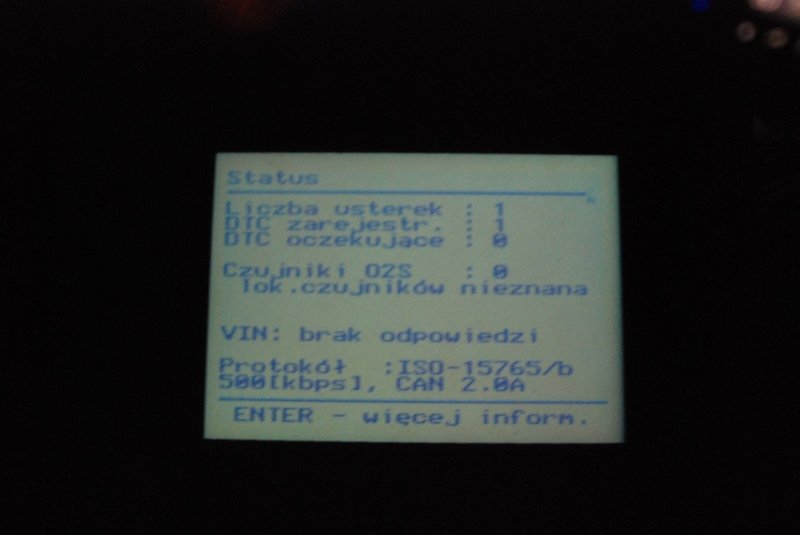 Status
Liczba usterek : 1
DTC zarejestr. : 1
DTC oczekujące : 0
Czujniki O2S : 0
lok.czujników nieznana
VIN: brak odpowiedzi
Protokół :ISO-15765/b
500[kbps], CAN 2.0A
ENTER - więcej inform.